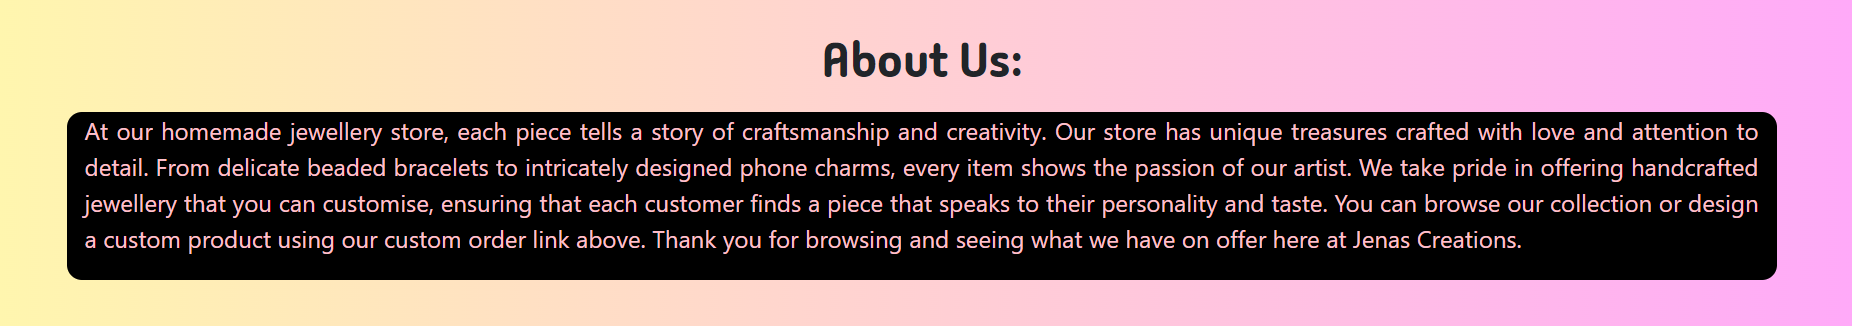 About Us:
At our homemade jewellery store, each piece tells a story of craftsmanship and creativity. Our store has unique treasures crafted with love and attention to
detail. From delicate beaded bracelets to intricately designed phone charms, every item shows the passion of our artist. We take pride in offering handcrafted
jewellery that you can customise, ensuring that each customer finds a piece that speaks to their personality and taste. You can browse our collection or design
a custom product using our custom order link above. Thank you for browsing and seeing what we have on offer here at Jenas Creations.